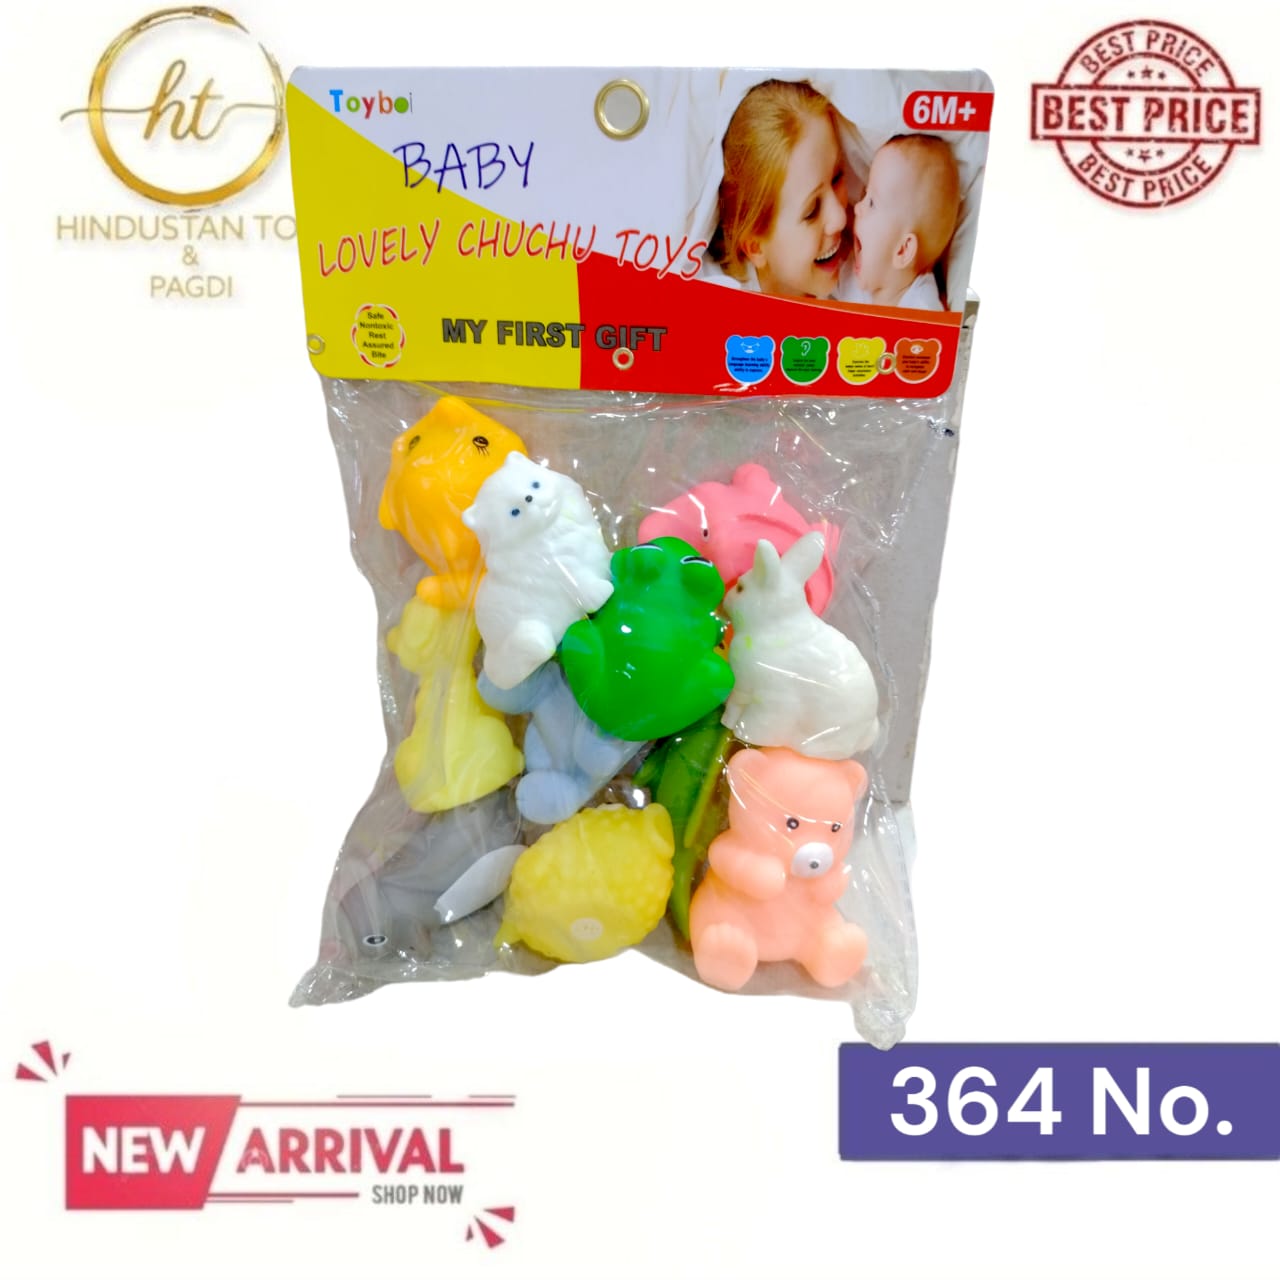 ht
HINDUSTAN TO
&
PAGDI
Toyboi
BABY
LOVELY CHUCHU TOYS
MY FIRST GIFT
6M+
Safe
Nontoxic
Rest
Assured
Bite
BEST PRICE
BEST PRICE
BEST PRICE
NEW ARRIVAL
SHOP NOW
364 No.